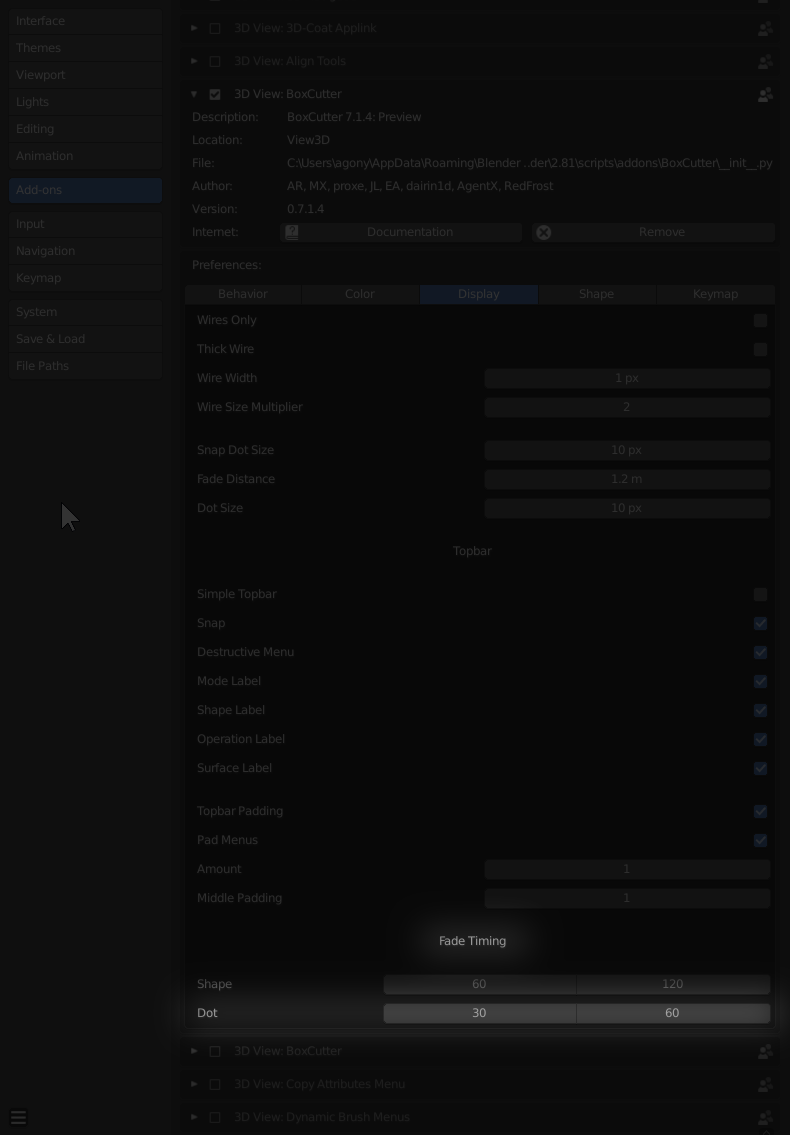 Interface
Themes
Viewport
Lights
Editing
Animation
Add-ons
Input
Navigation
Keymap
System
Save & Load
File Paths
3D View: 3D-Coat Applink
3D View: Align Tools
3D View: BoxCutter
Description: BoxCutter 7.1.4: Preview
Location: View3D
File: C:\Users\agony\AppData\Roaming\Blender ..der\2.81\scripts\addons\BoxCutter\__init__.py
Author: AR, MX, proxe, JL, EA, dairin1d, AgentX, RedFrost
Version: 0.7.1.4
Internet: Documentation Remove
Preferences:
Behavior Color Display Shape Keymap
Wires Only
Thick Wire
Wire Width 1 px
Wire Size Multiplier 2
Snap Dot Size 10 px
Fade Distance 1.2 m
Dot Size 10 px
Topbar
Simple Topbar
Snap
Destructive Menu
Mode Label
Shape Label
Operation Label
Surface Label
Topbar Padding
Pad Menus
Amount 1
Middle Padding 1
Fade Timing
Shape 60 120
Dot 30 60
3D View: BoxCutter
3D View: Copy Attributes Menu
3D View: Dynamic Brush Menus